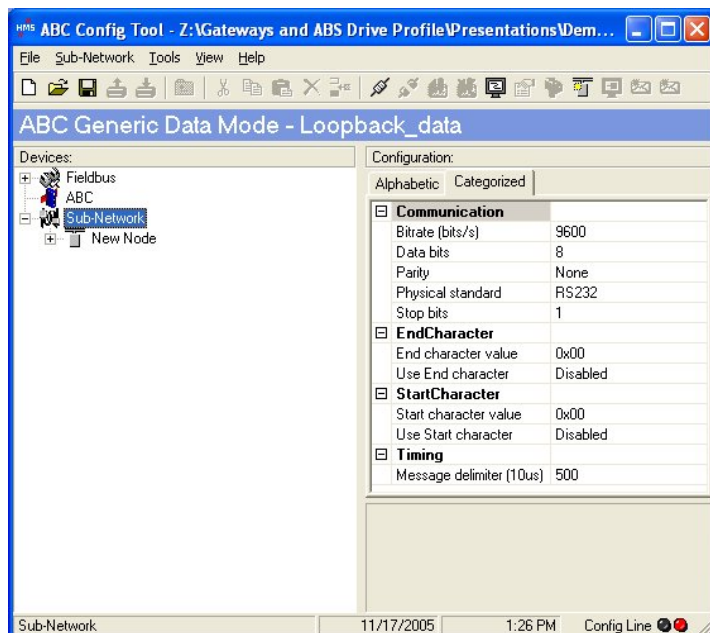 HMS ABC Config Tool - Z:\Gateways and ABS Drive Profile\Presentations\Dem...
File Sub-Network Tools View Help
ABC Generic Data Mode - Loopback_data
Devices:
Fieldbus
ABC
Sub-Network
New Node
Configuration:
Alphabetic Categorized
Communication
Bitrate (bits/s) 9600
Data bits 8
Parity None
Physical standard RS232
Stop bits 1
EndCharacter
End character value 0x00
Use End character Disabled
StartCharacter
Start character value 0x00
Use Start character Disabled
Timing
Message delimiter (10us) 500
Sub-Network 11/17/2005 1:26 PM Config Line